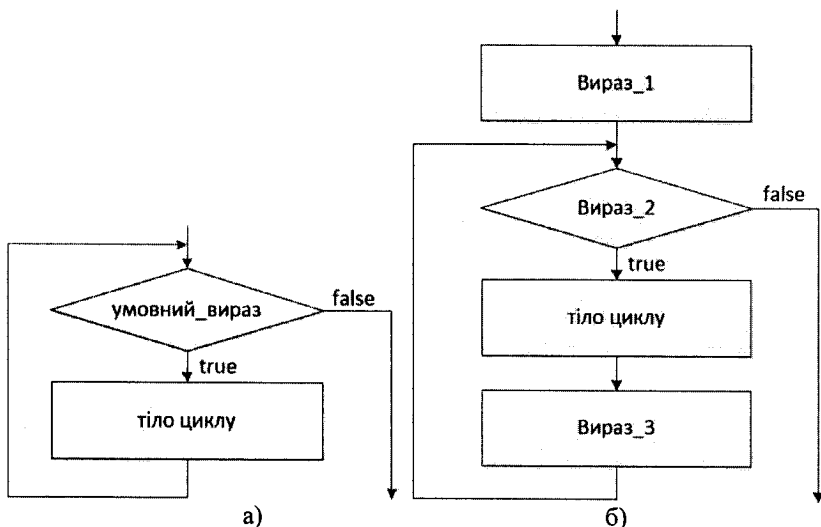 умовний_вираз
false
true
тіло циклу
а)
Вираз_1
Вираз_2
false
true
тіло циклу
Вираз_3
б)